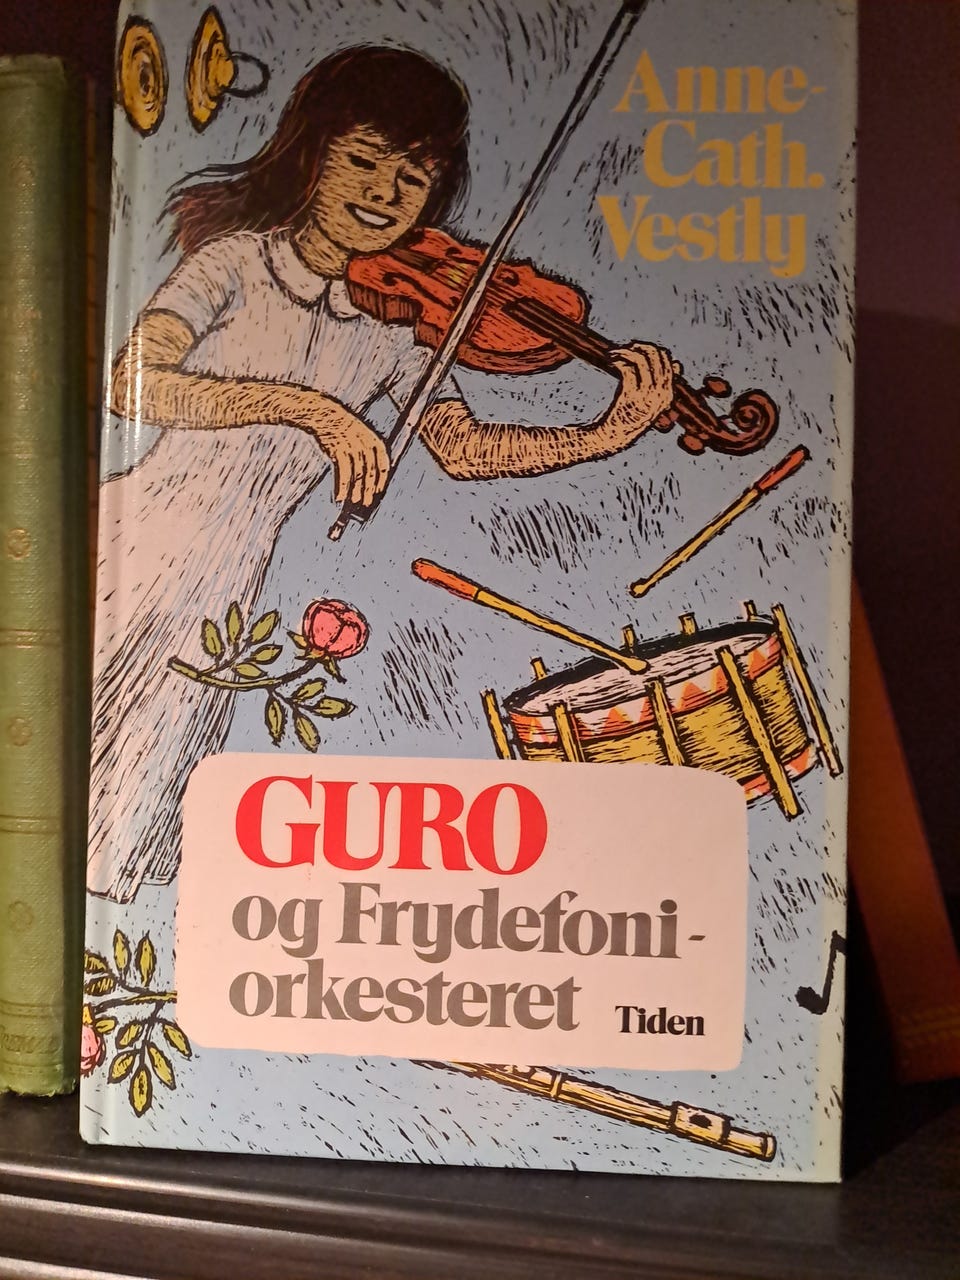 Anne-
Cath.
Vestly
GURO
og Frydefoni-
orkesteret
Tiden